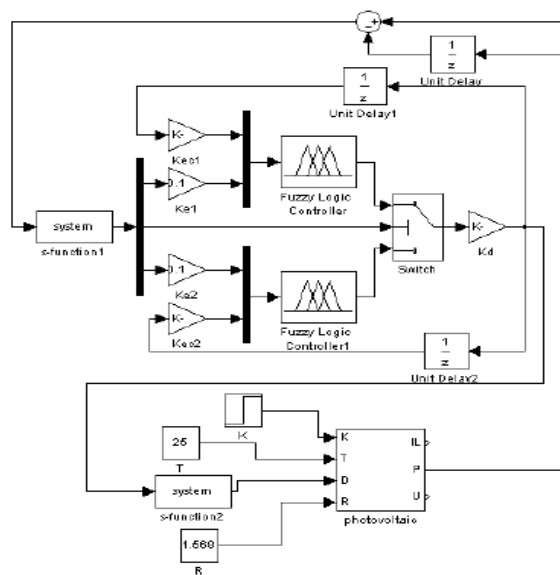 1
z
Unit Delay
1
z
Unit Delay1
K-
Kec1
0.1
Ke1
Fuzzy Logic
Controller
system
s-function1
Switch
K-
Kd
0.1
Ke2
K-
Kec2
Fuzzy Logic
Controller1
1
z
Unit Delay2
K
25
T
system
s-function2
1.568
R
K
T
D
R
IL
P
U
photovoltaic